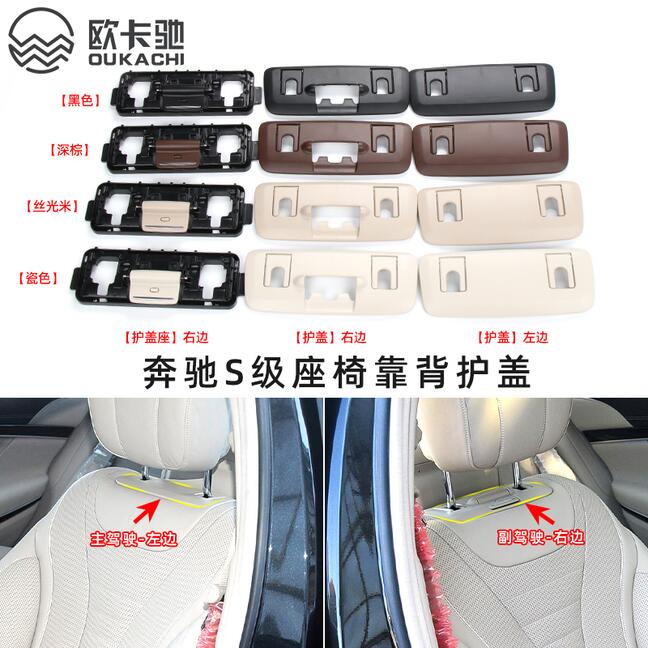 欧卡驰
OUKACHI
【黑色】
【深棕】
【丝光米】
【瓷色】
【护盖座】右边
【护盖】右边
【护盖】左边
奔驰S级座椅靠背护盖
主驾驶-左边
副驾驶-右边